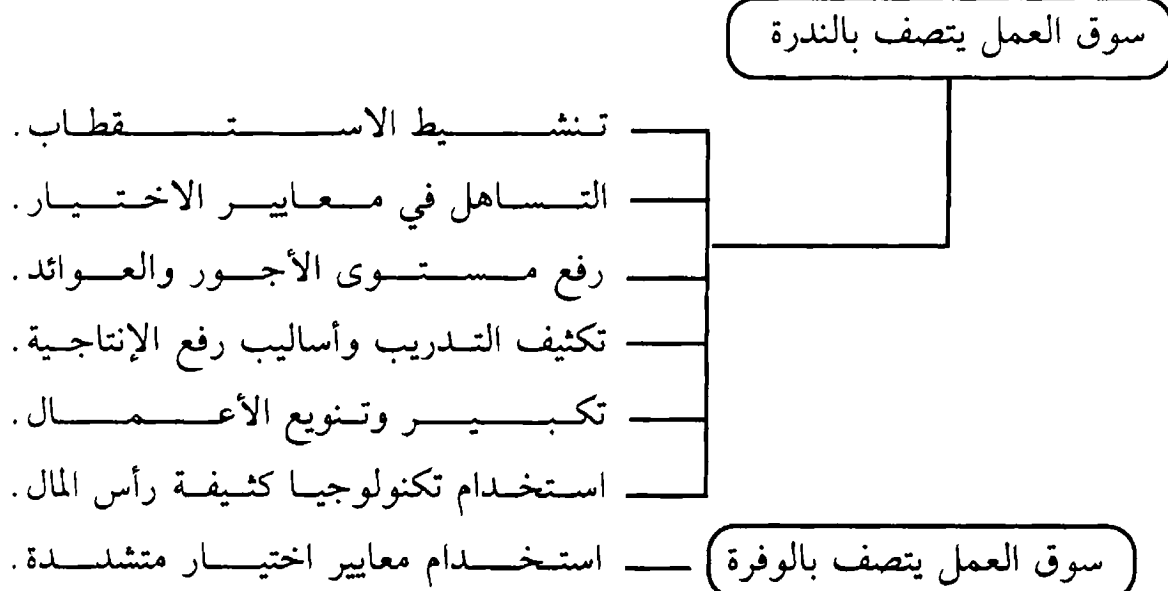 سوق العمل يتصف بالندرة
تنشيط الاستقطاب.
التساهل في معايير الاختيار.
رفع مستوى الأجور والعوائد.
تكثيف التدريب وأساليب رفع الإنتاجية.
تكبير وتنويع الأعمال.
استخدام تكنولوجيا كثيفة رأس المال.
سوق العمل يتصف بالوفرة
استخدام معايير اختيار متشددة.